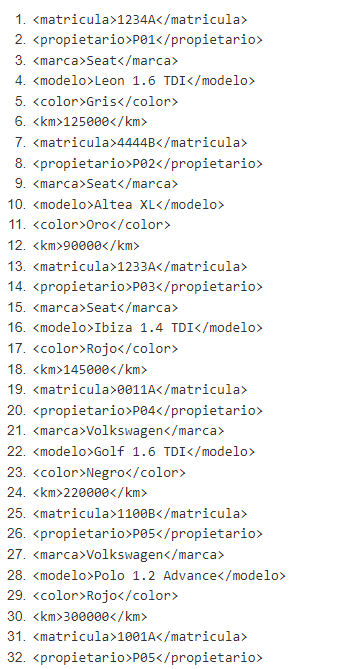 1. <matricula>1234A</matricula>
2. <propietario>P01</propietario>
3. <marca>Seat</marca>
4. <modelo>Leon 1.6 TDI</modelo>
5. <color>Gris</color>
6. <km>125000</km>
7. <matricula>4444B</matricula>
8. <propietario>P02</propietario>
9. <marca>Seat</marca>
10. <modelo>Altea XL</modelo>
11. <color>Oro</color>
12. <km>90000</km>
13. <matricula>1233A</matricula>
14. <propietario>P03</propietario>
15. <marca>Seat</marca>
16. <modelo>Ibiza 1.4 TDI</modelo>
17. <color>Rojo</color>
18. <km>145000</km>
19. <matricula>0011A</matricula>
20. <propietario>P04</propietario>
21. <marca>Volkswagen</marca>
22. <modelo>Golf 1.6 TDI</modelo>
23. <color>Negro</color>
24. <km>220000</km>
25. <matricula>1100B</matricula>
26. <propietario>P05</propietario>
27. <marca>Volkswagen</marca>
28. <modelo>Polo 1.2 Advance</modelo>
29. <color>Rojo</color>
30. <km>300000</km>
31. <matricula>1001A</matricula>
32. <propietario>P05</propietario>